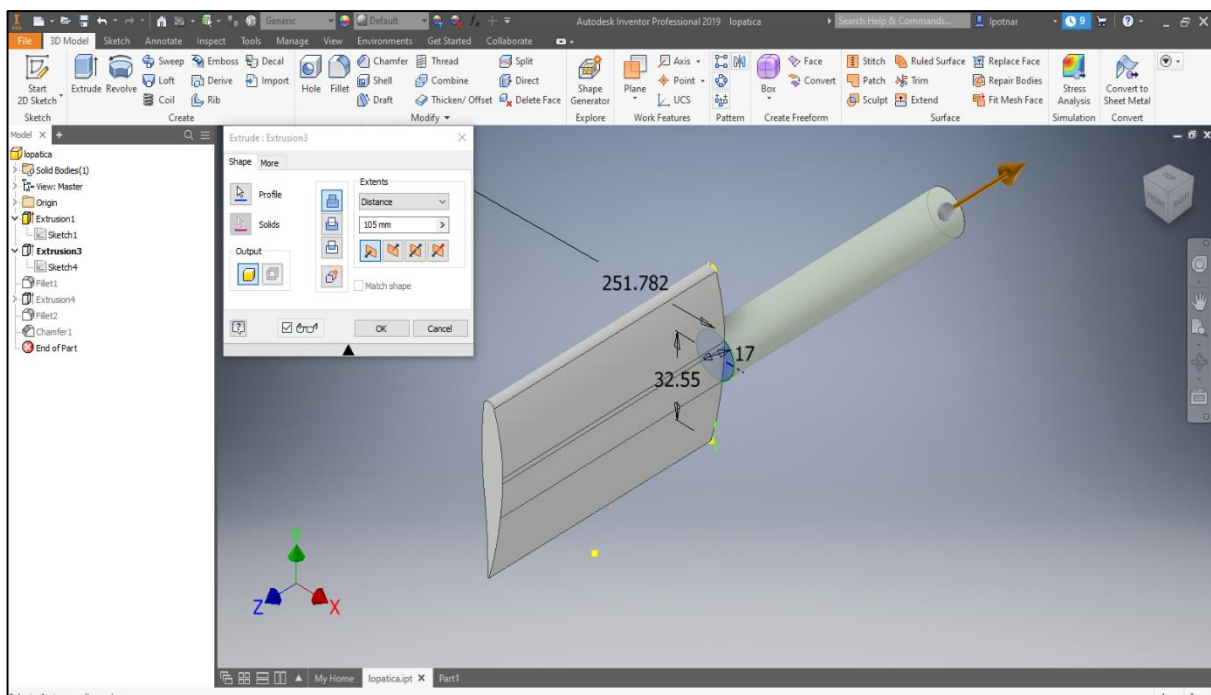 I
PRO
Generic
Default
Autodesk Inventor Professional 2019 lopatica
Search Help & Commands...
lpotnar
9
File 3D Model Sketch Annotate Inspect Tools Manage View Environments Get Started Collaborate
Start
2D Sketch
Extrude Revolve
Sweep Emboss Decal
Loft Derive Import
Coil Rib
Hole Fillet
Chamfer Thread Split
Shell Combine Direct
Draft Thicken/ Offset Delete Face
Shape
Generator
Plane
Axis
Point
UCS
Box
Face
Convert
Stitch Ruled Surface Replace Face
Patch Trim Repair Bodies
Sculpt Extend Fit Mesh Face
Stress
Analysis
Convert to
Sheet Metal
Sketch Create Modify Explore Work Features Pattern Create Freeform Surface Simulation Convert
Model
lopatica
Solid Bodies(1)
View: Master
Origin
Extrusion1
Sketch1
Extrusion3
Sketch4
Fillet1
Extrusion4
Fillet2
Chamfer1
End of Part
Extrude : Extrusion3
Shape More
Profile
Solids
Output
Extents
Distance
105 mm
Match shape
OK Cancel
251.782
17
32.55
FRONT RIGHT
Y
Z X
My Home lopatica.ipt Part1